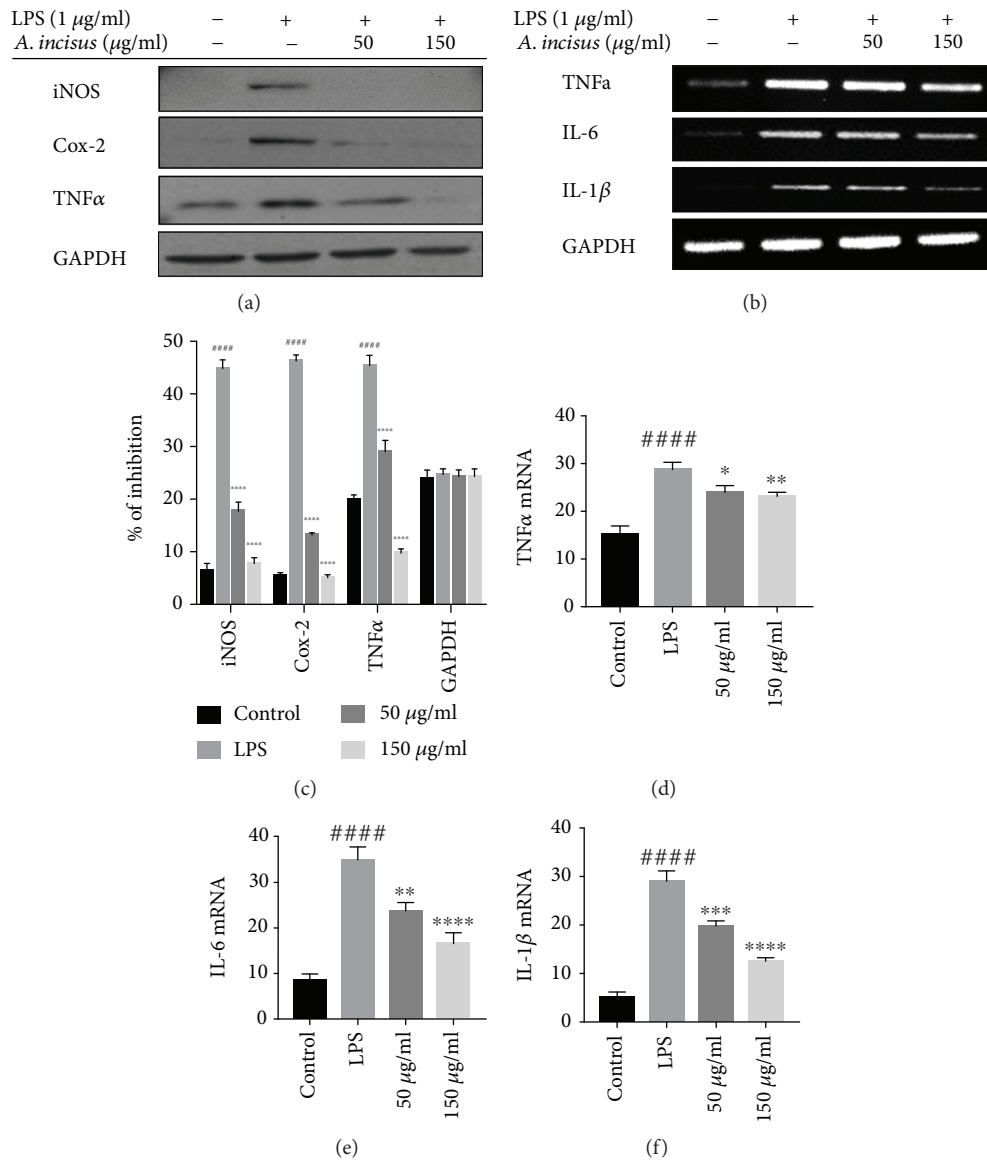 LPS (1 μg/ml) − + + +
A. incisus (μg/ml) − − 50 150
iNOS
Cox-2
TNFα
GAPDH
(a)
LPS (1 μg/ml) − + + +
A. incisus (μg/ml) − − 50 150
TNFa
IL-6
IL-1β
GAPDH
(b)
% of inhibition
50
40
30
20
10
0
####
****
****
####
****
****
####
****
****
iNOS
Cox-2
TNFα
GAPDH
Control
50 μg/ml
LPS
150 μg/ml
(c)
TNFα mRNA
40
30
20
10
0
####
*
**
Control
LPS
50 μg/ml
150 μg/ml
(d)
IL-6 mRNA
40
30
20
10
0
####
**
****
Control
LPS
50 μg/ml
150 μg/ml
(e)
IL-1β mRNA
40
30
20
10
0
####
***
****
Control
LPS
50 μg/ml
150 μg/ml
(f)